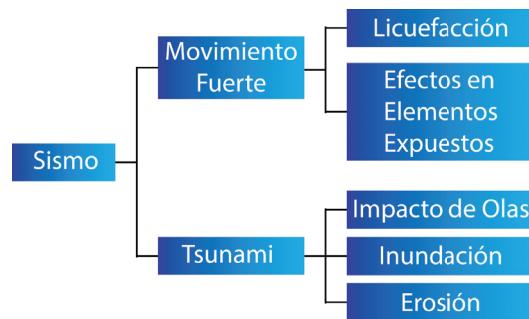 Sismo
Movimiento
Fuerte
Licuefacción
Efectos en
Elementos
Expuestos
Tsunami
Impacto de Olas
Inundación
Erosión